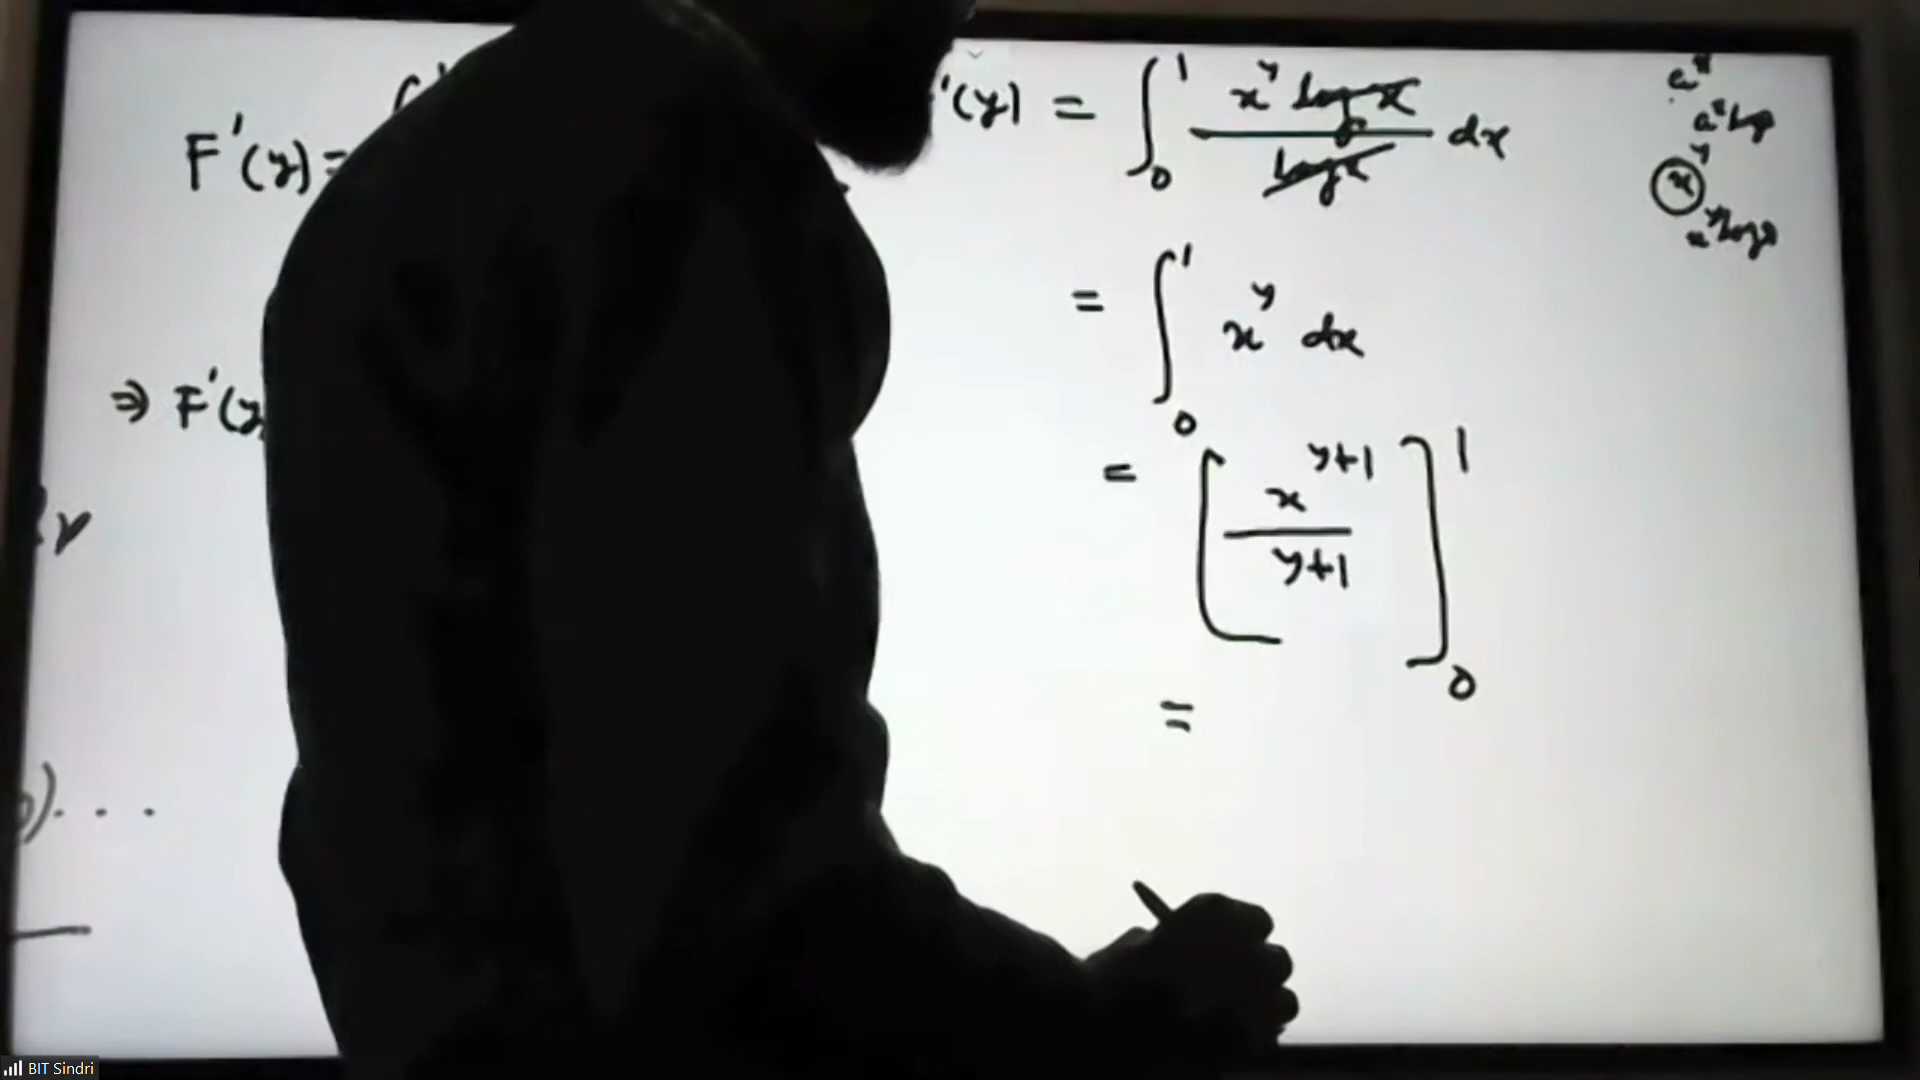 F'(y) =
⇒ F'(y
) . . .
'(y) = ∫₀¹ x^y log x / log x dx
= ∫₀¹ x^y dx
= [ x^(y+1) / (y+1) ]₀¹
=
x^y
BIT Sindri